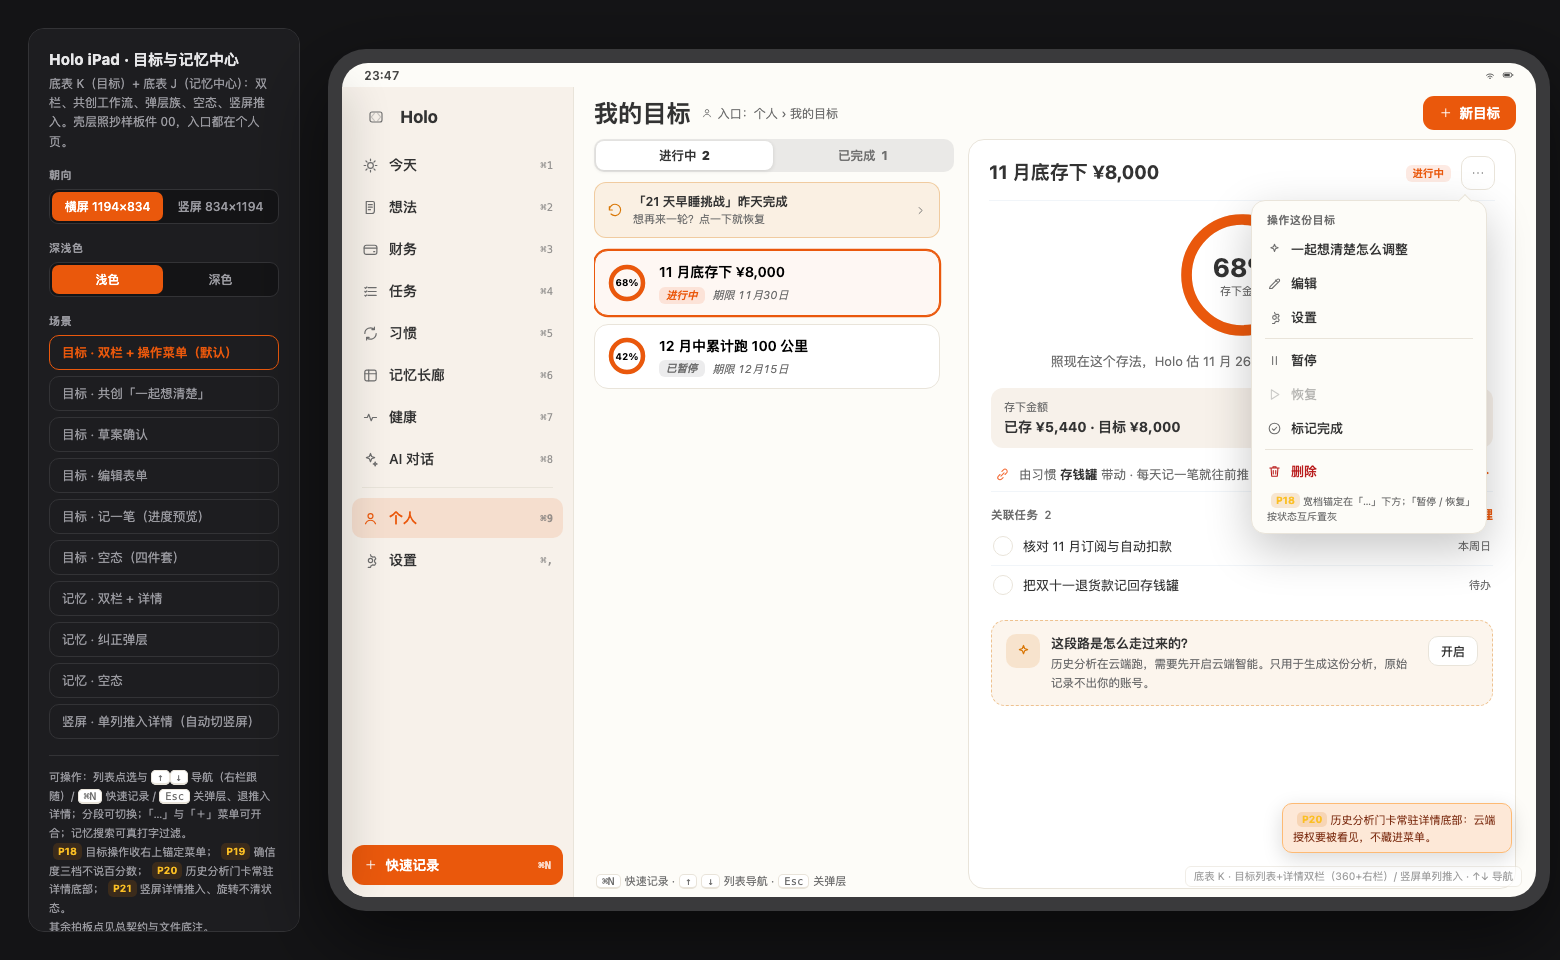 Holo iPad · 目标与记忆中心
底表 K（目标）+ 底表 J（记忆中心）：双
栏、共创工作流、弹层族、空态、竖屏推
入。壳层照抄样板件 00，入口都在个人
页。
朝向
横屏 1194×834
竖屏 834×1194
深浅色
浅色
深色
场景
目标 · 双栏 + 操作菜单（默认）
目标 · 共创「一起想清楚」
目标 · 草案确认
目标 · 编辑表单
目标 · 记一笔（进度预览）
目标 · 空态（四件套）
记忆 · 双栏 + 详情
记忆 · 纠正弹层
记忆 · 空态
竖屏 · 单列推入详情（自动切竖屏）
可操作：列表点选与 ↑ ↓ 导航（右栏跟
随）/ ⌘N 快速记录 / Esc 关弹层、退推入
详情；分段可切换；「…」与「＋」菜单可开
合；记忆搜索可真打字过滤。
P18 目标操作收右上锚定菜单； P19 确信
度三档不说百分数； P20 历史分析门卡常驻
详情底部； P21 竖屏详情推入、旋转不清状
态。
其余拍板点见总契约与文件底注。
23:47
Holo
今天 ⌘1
想法 ⌘2
财务 ⌘3
任务 ⌘4
习惯 ⌘5
记忆长廊 ⌘6
健康 ⌘7
AI 对话 ⌘8
个人 ⌘9
设置 ⌘,
+ 快速记录 ⌘N
我的目标
入口：个人 › 我的目标
+ 新目标
进行中 2
已完成 1
「21 天早睡挑战」昨天完成
想再来一轮？点一下就恢复
68%
11 月底存下 ¥8,000
进行中 期限 11月30日
42%
12 月中累计跑 100 公里
已暂停 期限 12月15日
⌘N 快速记录 · ↑ ↓ 列表导航 · Esc 关弹层
11 月底存下 ¥8,000
进行中
···
68%
存下金
照现在这个存法，Holo 估 11 月 26
存下金额
已存 ¥5,440 · 目标 ¥8,000
由习惯 存钱罐 带动 · 每天记一笔就往前推
关联任务 2
核对 11 月订阅与自动扣款
本周日
把双十一退货款记回存钱罐
待办
操作这份目标
一起想清楚怎么调整
编辑
设置
暂停
恢复
标记完成
删除
P18 宽档锚定在「…」下方；「暂停 / 恢复」
按状态互斥置灰
这段路是怎么走过来的？
历史分析在云端跑，需要先开启云端智能。只用于生成这份分析，原始
记录不出你的账号。
开启
P20 历史分析门卡常驻详情底部：云端
授权要被看见，不藏进菜单。
底表 K · 目标列表+详情双栏（360+右栏）/ 竖屏单列推入 · ↑↓ 导航